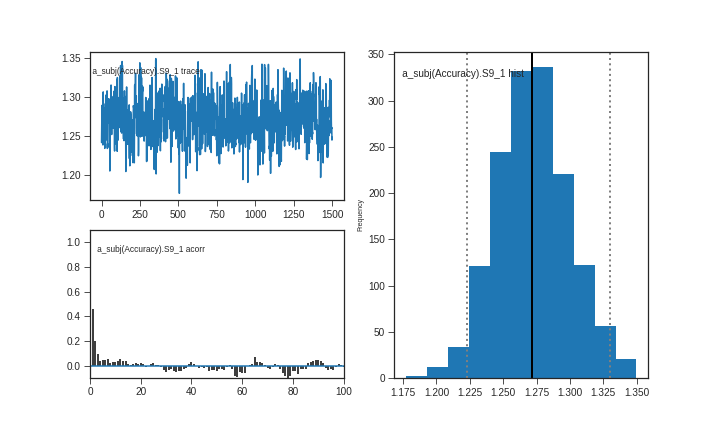 1.35
a_subj(Accuracy).S9_1 trace
1.30
1.25
1.20
0 250 500 750 1000 1250 1500
1.0
a_subj(Accuracy).S9_1 acorr
0.8
0.6
0.4
0.2
0.0
0 20 40 60 80 100
350
a_subj(Accuracy).S9_1 hist
300
250
200
Frequency
150
100
50
0
1.175 1.200 1.225 1.250 1.275 1.300 1.325 1.350